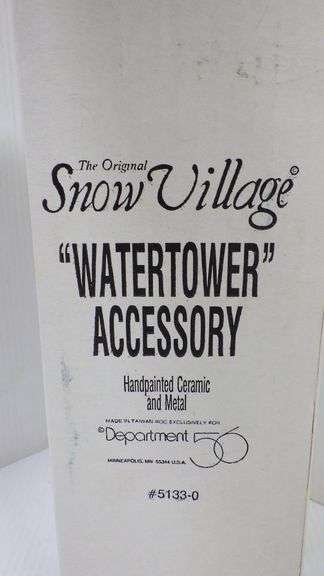 The Original
Snow Village©
"WATERTOWER"
ACCESSORY
Handpainted Ceramic
and Metal
MADE IN TAIWAN ROC EXCLUSIVELY FOR
©Department 56
MINNEAPOLIS, MN 55344 U.S.A.
#5133-0